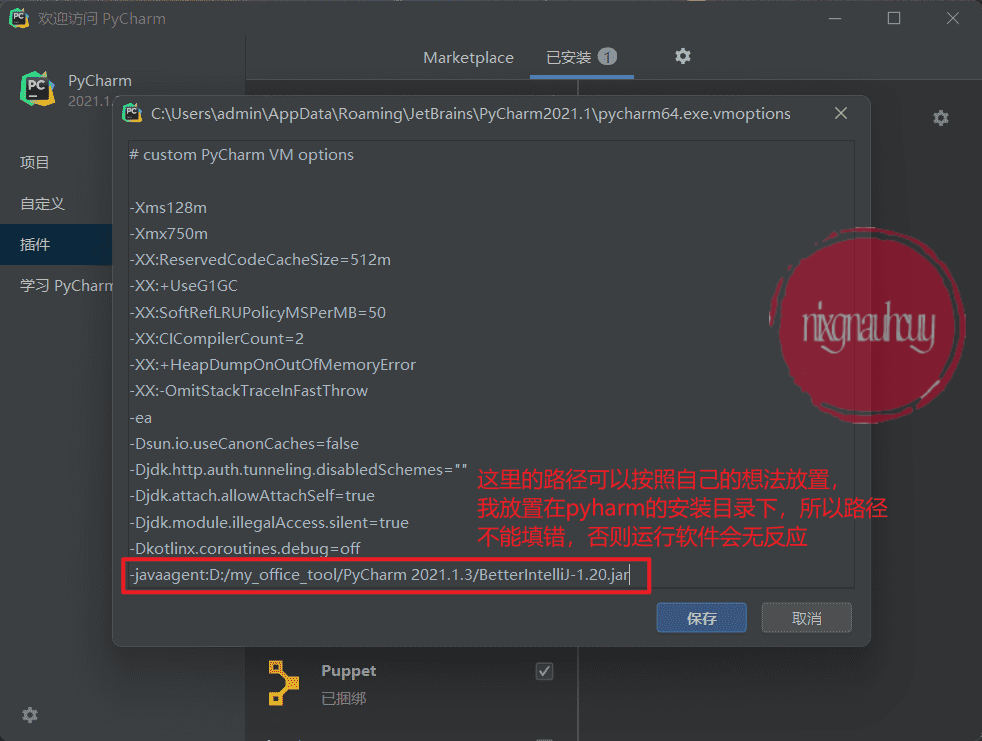 PC
欢迎访问 PyCharm
Marketplace
已安装 1
PC
PyCharm
2021.1.
项目
自定义
插件
学习 PyCharm
PC
C:\Users\admin\AppData\Roaming\JetBrains\PyCharm2021.1\pycharm64.exe.vmoptions
# custom PyCharm VM options
-Xms128m
-Xmx750m
-XX:ReservedCodeCacheSize=512m
-XX:+UseG1GC
-XX:SoftRefLRUPolicyMSPerMB=50
-XX:CICompilerCount=2
-XX:+HeapDumpOnOutOfMemoryError
-XX:-OmitStackTraceInFastThrow
-ea
-Dsun.io.useCanonCaches=false
-Djdk.http.auth.tunneling.disabledSchemes=""
-Djdk.attach.allowAttachSelf=true
-Djdk.module.illegalAccess.silent=true
-Dkotlinx.coroutines.debug=off
-javaagent:D:/my_office_tool/PyCharm 2021.1.3/BetterIntelliJ-1.20.jar
这里的路径可以按照自己的想法放置,
我放置在pyharm的安装目录下，所以路径
不能填错，否则运行软件会无反应
保存
取消
Puppet
已捆绑